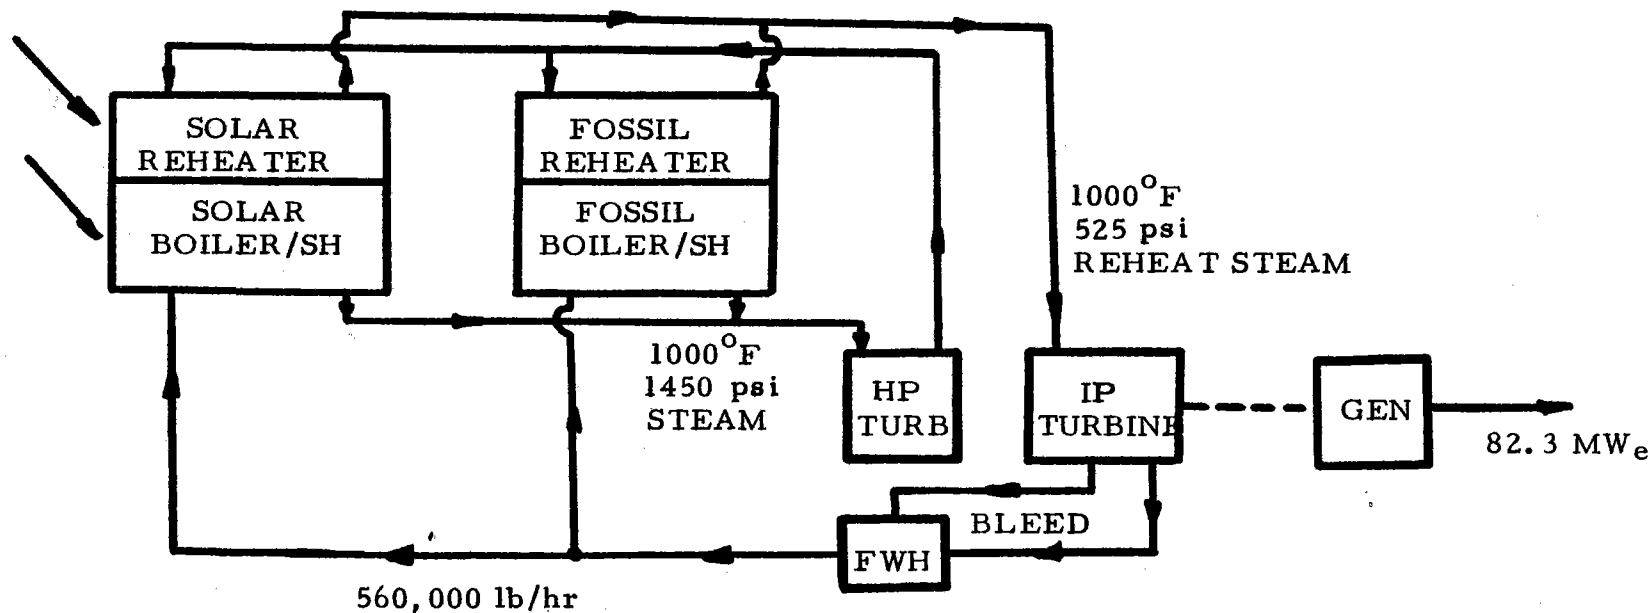 SOLAR
REHEATER
SOLAR
BOILER/SH
FOSSIL
REHEATER
FOSSIL
BOILER/SH
1000°F
525 psi
REHEAT STEAM
1000°F
1450 psi
STEAM
HP
TURB
IP
TURBINE
GEN
82.3 MWe
BLEED
FWH
560,000 lb/hr